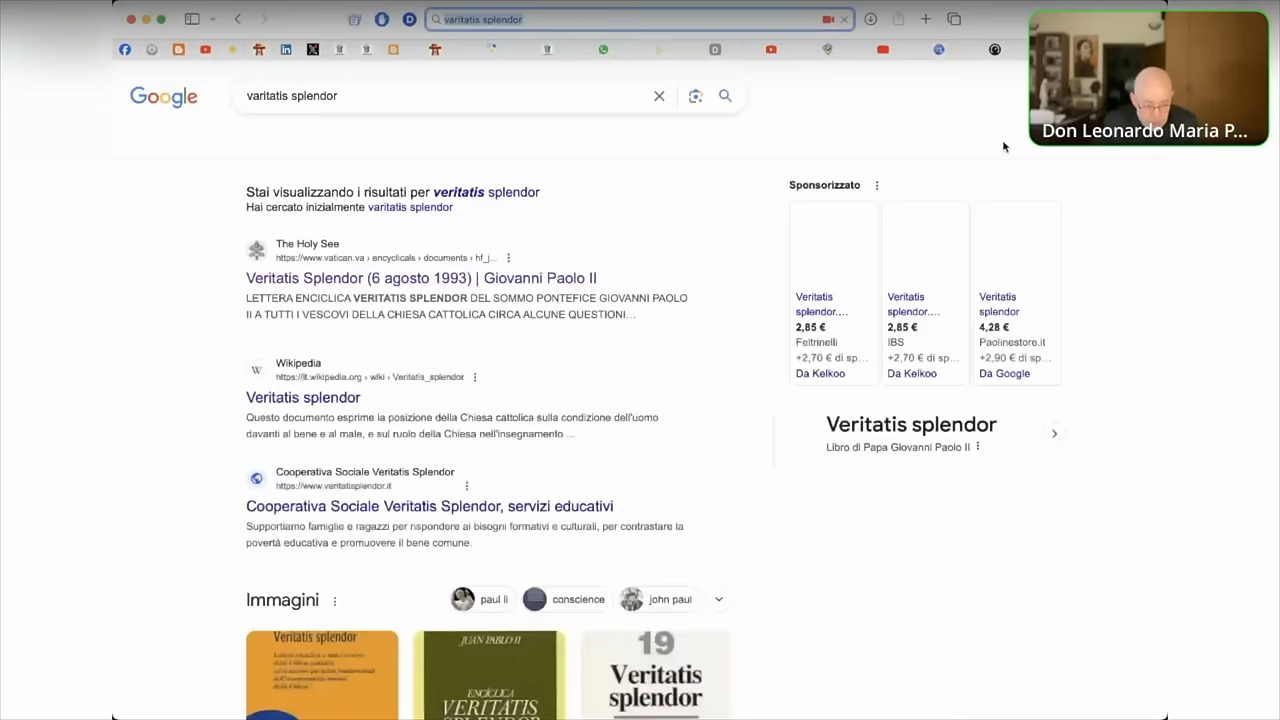 varitatis splendor
Don Leonardo Maria P...
Google
varitatis splendor
Stai visualizzando i risultati per veritatis splendor
Hai cercato inizialmente varitatis splendor
The Holy See
https://www.vatican.va › encyclicals › documents › hf_j...
Veritatis Splendor (6 agosto 1993) | Giovanni Paolo II
LETTERA ENCICLICA VERITATIS SPLENDOR DEL SOMMO PONTEFICE GIOVANNI PAOLO
II A TUTTI I VESCOVI DELLA CHIESA CATTOLICA CIRCA ALCUNE QUESTIONI...
Wikipedia
https://it.wikipedia.org › wiki › Veritatis_splendor
Veritatis splendor
Questo documento esprime la posizione della Chiesa cattolica sulla condizione dell'uomo
davanti al bene e al male, e sul ruolo della Chiesa nell'insegnamento ...
Cooperativa Sociale Veritatis Splendor
https://www.veritatisplendor.it
Cooperativa Sociale Veritatis Splendor, servizi educativi
Supportiamo famiglie e ragazzi per rispondere ai bisogni formativi e culturali, per contrastare la
povertà educativa e promuovere il bene comune.
Immagini
paul ii
conscience
john paul
Veritatis splendor
JUAN PABLO II
ENCÍCLICA
VERITATIS
SPLENDOR
19
Veritatis
splendor
Sponsorizzato
Veritatis
splendor....
2,85 €
Feltrinelli
+2,70 € di sp...
Da Kelkoo
Veritatis
splendor....
2,85 €
IBS
+2,70 € di sp...
Da Kelkoo
Veritatis
splendor
4,28 €
Paolinestore.it
+2,90 € di sp...
Da Google
Veritatis splendor
Libro di Papa Giovanni Paolo II